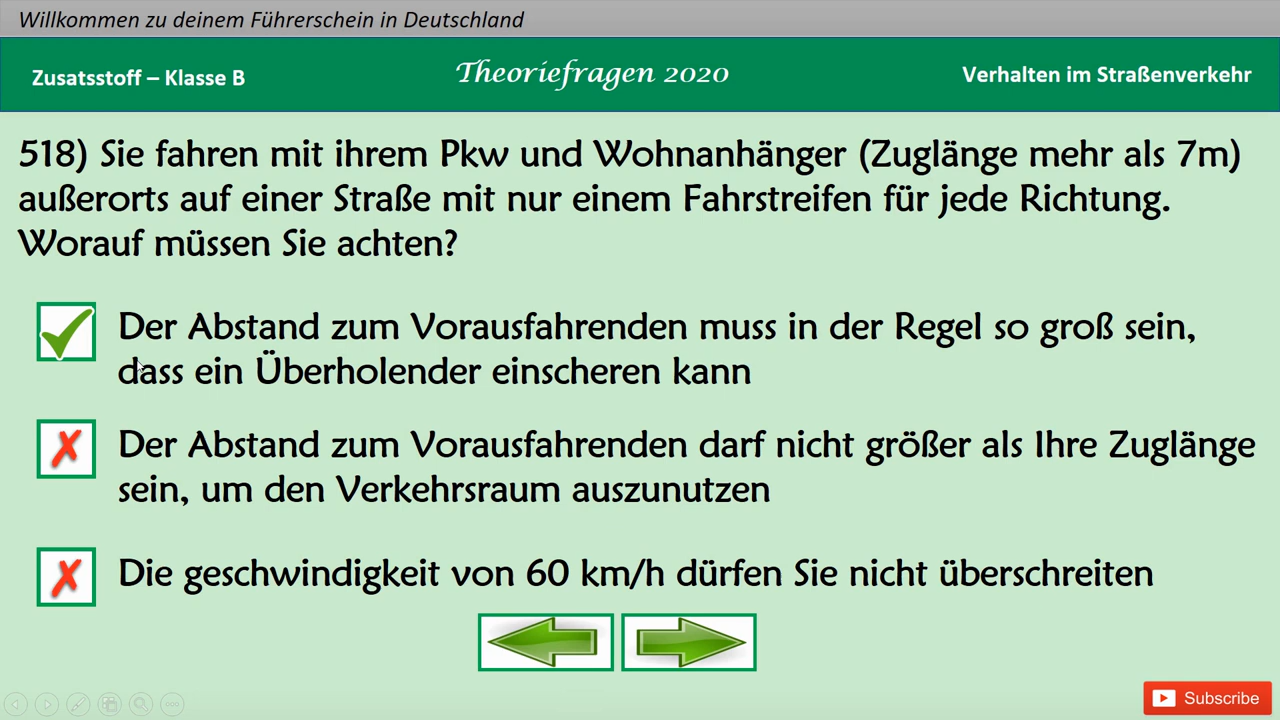 Willkommen zu deinem Führerschein in Deutschland
Zusatsstoff – Klasse B
Theoriefragen 2020
Verhalten im Straßenverkehr
518) Sie fahren mit ihrem Pkw und Wohnanhänger (Zuglänge mehr als 7m)
außerorts auf einer Straße mit nur einem Fahrstreifen für jede Richtung.
Worauf müssen Sie achten?
Der Abstand zum Vorausfahrenden muss in der Regel so groß sein,
dass ein Überholender einscheren kann
Der Abstand zum Vorausfahrenden darf nicht größer als Ihre Zuglänge
sein, um den Verkehrsraum auszunutzen
Die geschwindigkeit von 60 km/h dürfen Sie nicht überschreiten
Subscribe